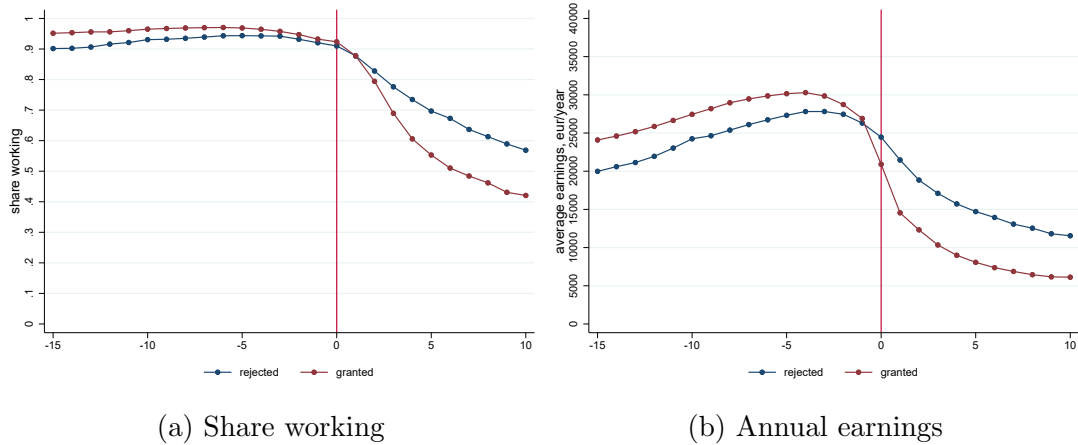 share working
1
.9
.8
.7
.6
.5
.4
.3
.2
.1
0
-15 -10 -5 0 5 10
rejected granted
(a) Share working
average earnings, eur/year
40000
35000
30000
25000
20000
15000
10000
5000
0
-15 -10 -5 0 5 10
rejected granted
(b) Annual earnings